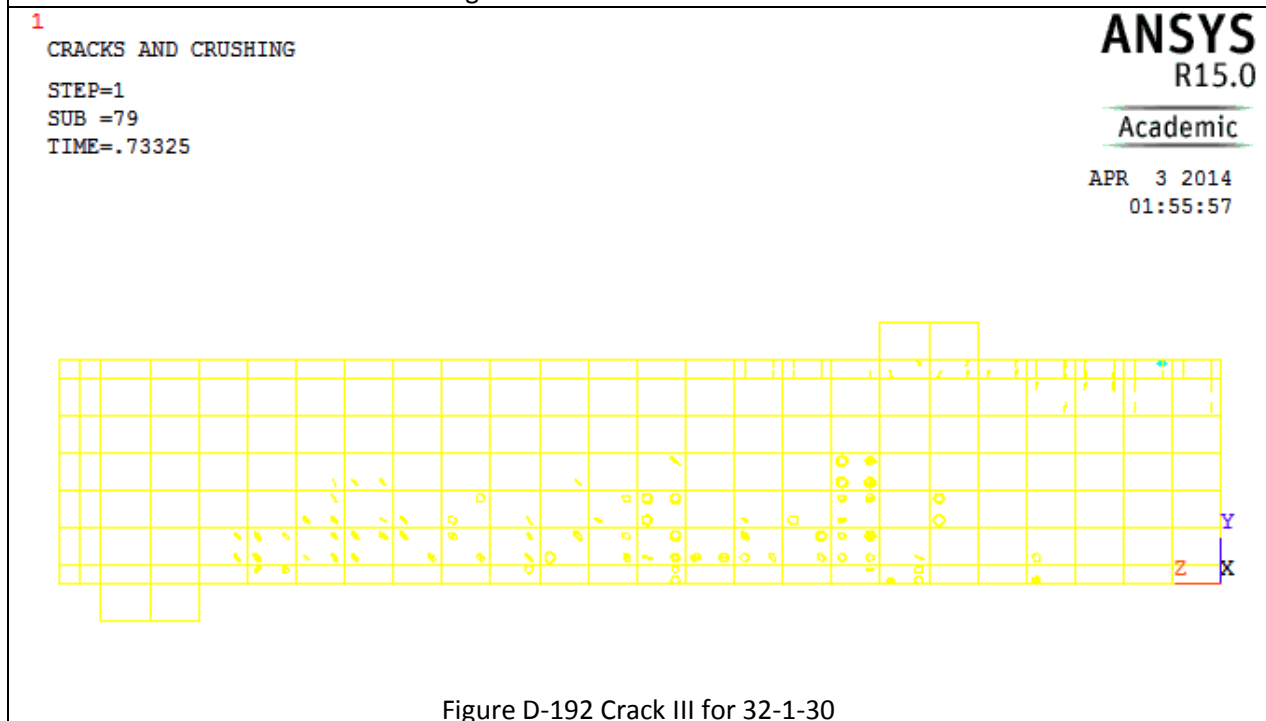 1
CRACKS AND CRUSHING
STEP=1
SUB =79
TIME=.73325
ANSYS
R15.0
Academic
APR 3 2014
01:55:57
Y
Z X
Figure D-192 Crack III for 32-1-30